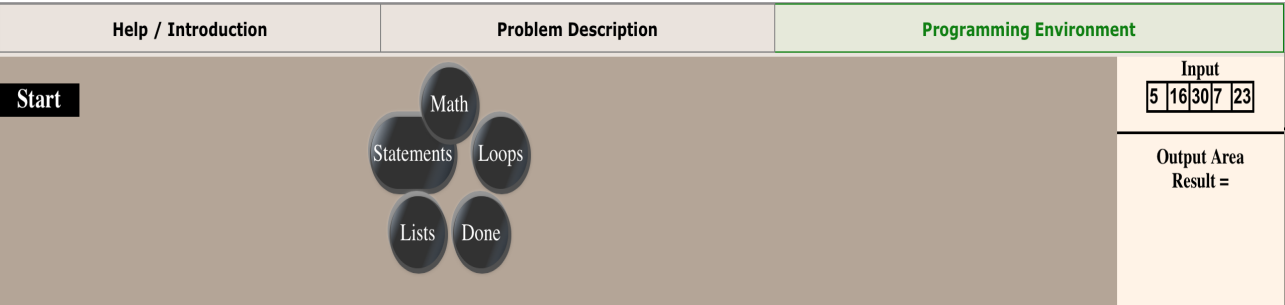 Help / Introduction
Problem Description
Programming Environment
Start
Math
Statements
Loops
Lists
Done
Input
5 16 30 7 23
Output Area
Result =